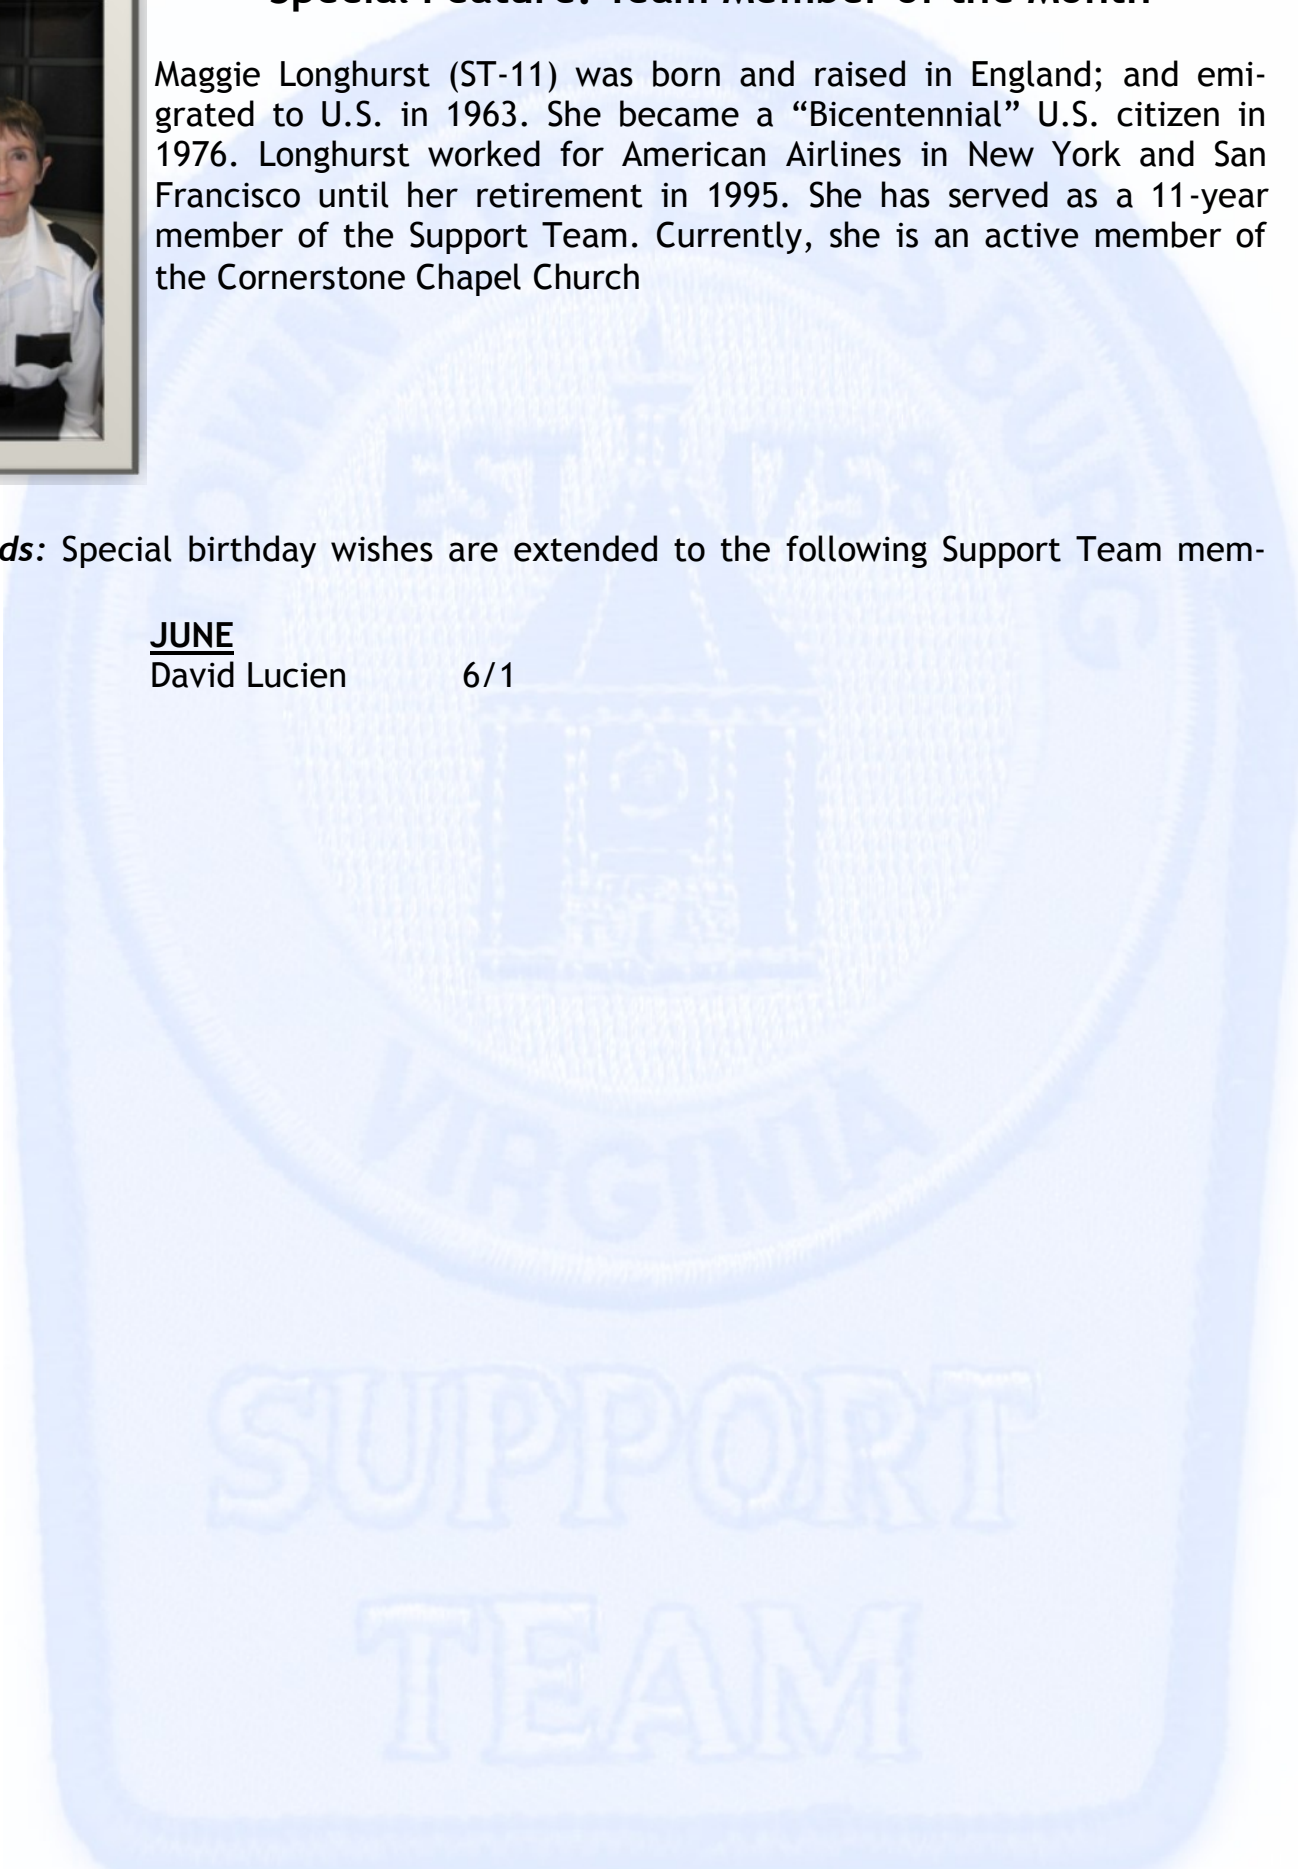 Special Feature: Team Member of the Month
Maggie Longhurst (ST-11) was born and raised in England; and emi-
grated to U.S. in 1963. She became a “Bicentennial” U.S. citizen in
1976. Longhurst worked for American Airlines in New York and San
Francisco until her retirement in 1995. She has served as a 11-year
member of the Support Team. Currently, she is an active member of
the Cornerstone Chapel Church
ds: Special birthday wishes are extended to the following Support Team mem-
JUNE
David Lucien 6/1
EST 1758
VIRGINIA
SUPPORT
TEAM